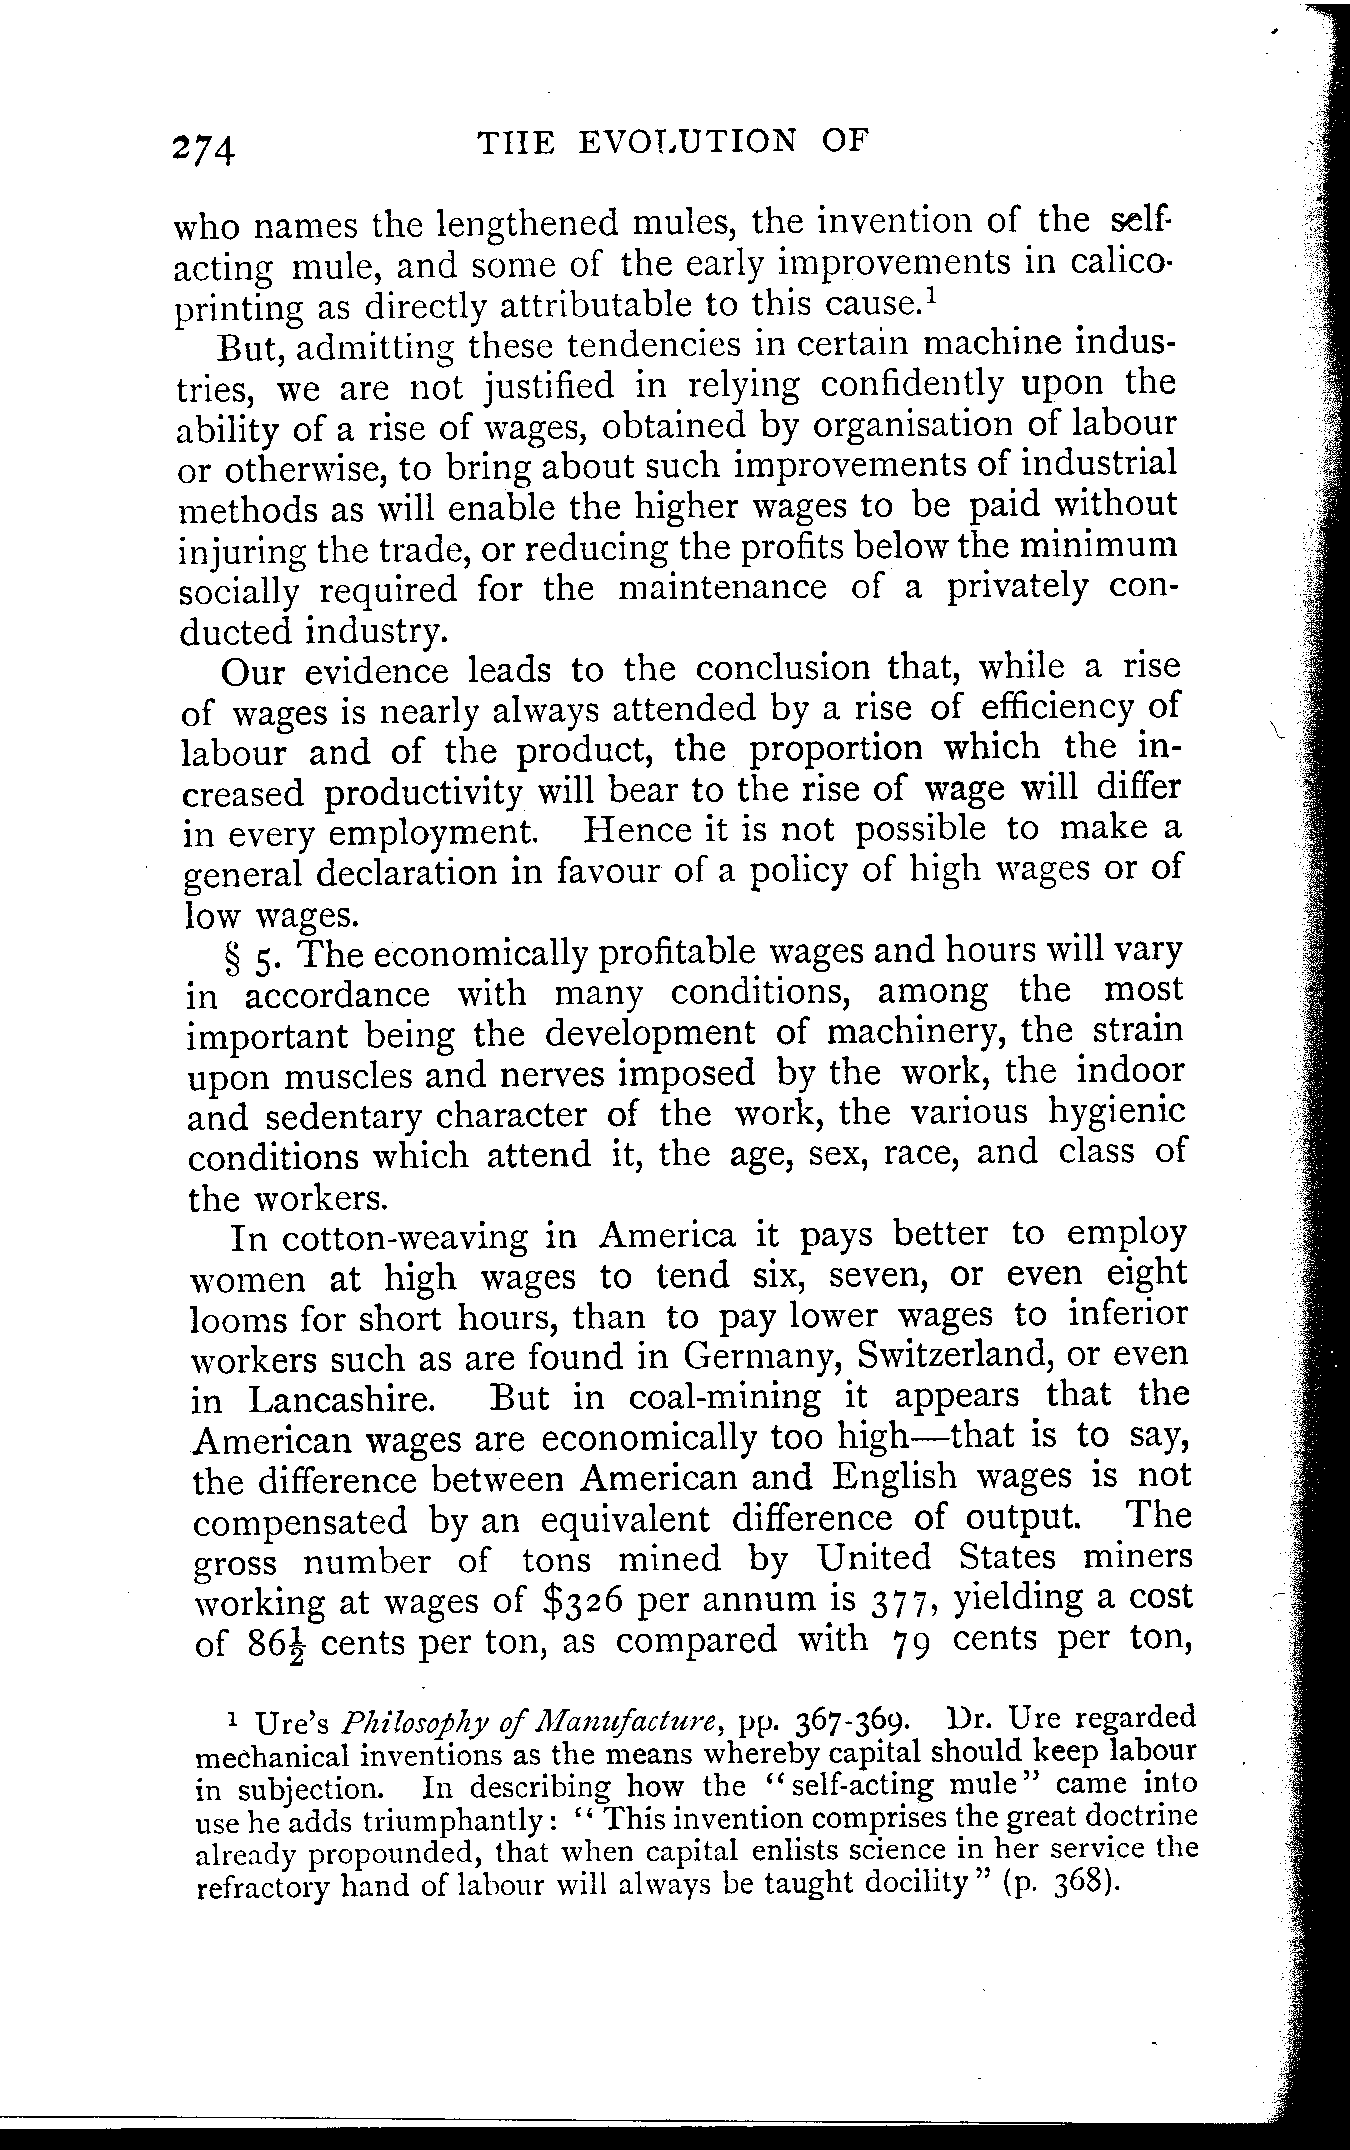 274 THE EVOLUTION OF
who names the lengthened mules, the invention of the self-
acting mule, and some of the early improvements in calico-
printing as directly attributable to this cause.¹
But, admitting these tendencies in certain machine indus-
tries, we are not justified in relying confidently upon the
ability of a rise of wages, obtained by organisation of labour
or otherwise, to bring about such improvements of industrial
methods as will enable the higher wages to be paid without
injuring the trade, or reducing the profits below the minimum
socially required for the maintenance of a privately con-
ducted industry.
Our evidence leads to the conclusion that, while a rise
of wages is nearly always attended by a rise of efficiency of
labour and of the product, the proportion which the in-
creased productivity will bear to the rise of wage will differ
in every employment. Hence it is not possible to make a
general declaration in favour of a policy of high wages or of
low wages.
§ 5. The economically profitable wages and hours will vary
in accordance with many conditions, among the most
important being the development of machinery, the strain
upon muscles and nerves imposed by the work, the indoor
and sedentary character of the work, the various hygienic
conditions which attend it, the age, sex, race, and class of
the workers.
In cotton-weaving in America it pays better to employ
women at high wages to tend six, seven, or even eight
looms for short hours, than to pay lower wages to inferior
workers such as are found in Germany, Switzerland, or even
in Lancashire. But in coal-mining it appears that the
American wages are economically too high—that is to say,
the difference between American and English wages is not
compensated by an equivalent difference of output. The
gross number of tons mined by United States miners
working at wages of $326 per annum is 377, yielding a cost
of 86½ cents per ton, as compared with 79 cents per ton,
¹ Ure's Philosophy of Manufacture, pp. 367-369. Dr. Ure regarded
mechanical inventions as the means whereby capital should keep labour
in subjection. In describing how the "self-acting mule" came into
use he adds triumphantly: "This invention comprises the great doctrine
already propounded, that when capital enlists science in her service the
refractory hand of labour will always be taught docility" (p. 368).